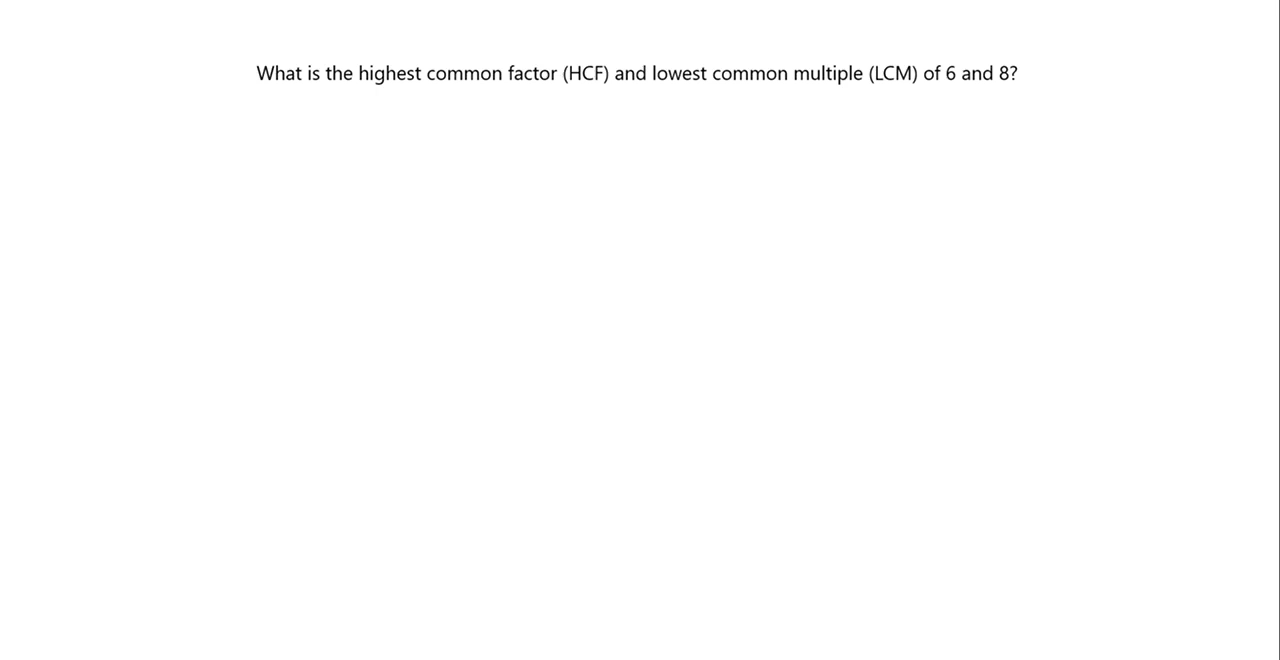 What is the highest common factor (HCF) and lowest common multiple (LCM) of 6 and 8?